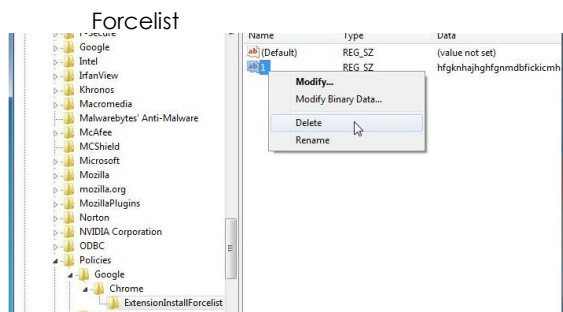 Forcelist
Name Type Data
F-Secure
Google
Intel
IrfanView
Khronos
Macromedia
Malwarebytes' Anti-Malware
McAfee
MCShield
Microsoft
Mozilla
mozilla.org
MozillaPlugins
Norton
NVIDIA Corporation
ODBC
Policies
Google
Chrome
ExtensionInstallForcelist
(Default) REG_SZ (value not set)
1 REG_SZ hfgknhajhghfgnmdbfickicmh
Modify...
Modify Binary Data...
Delete
Rename